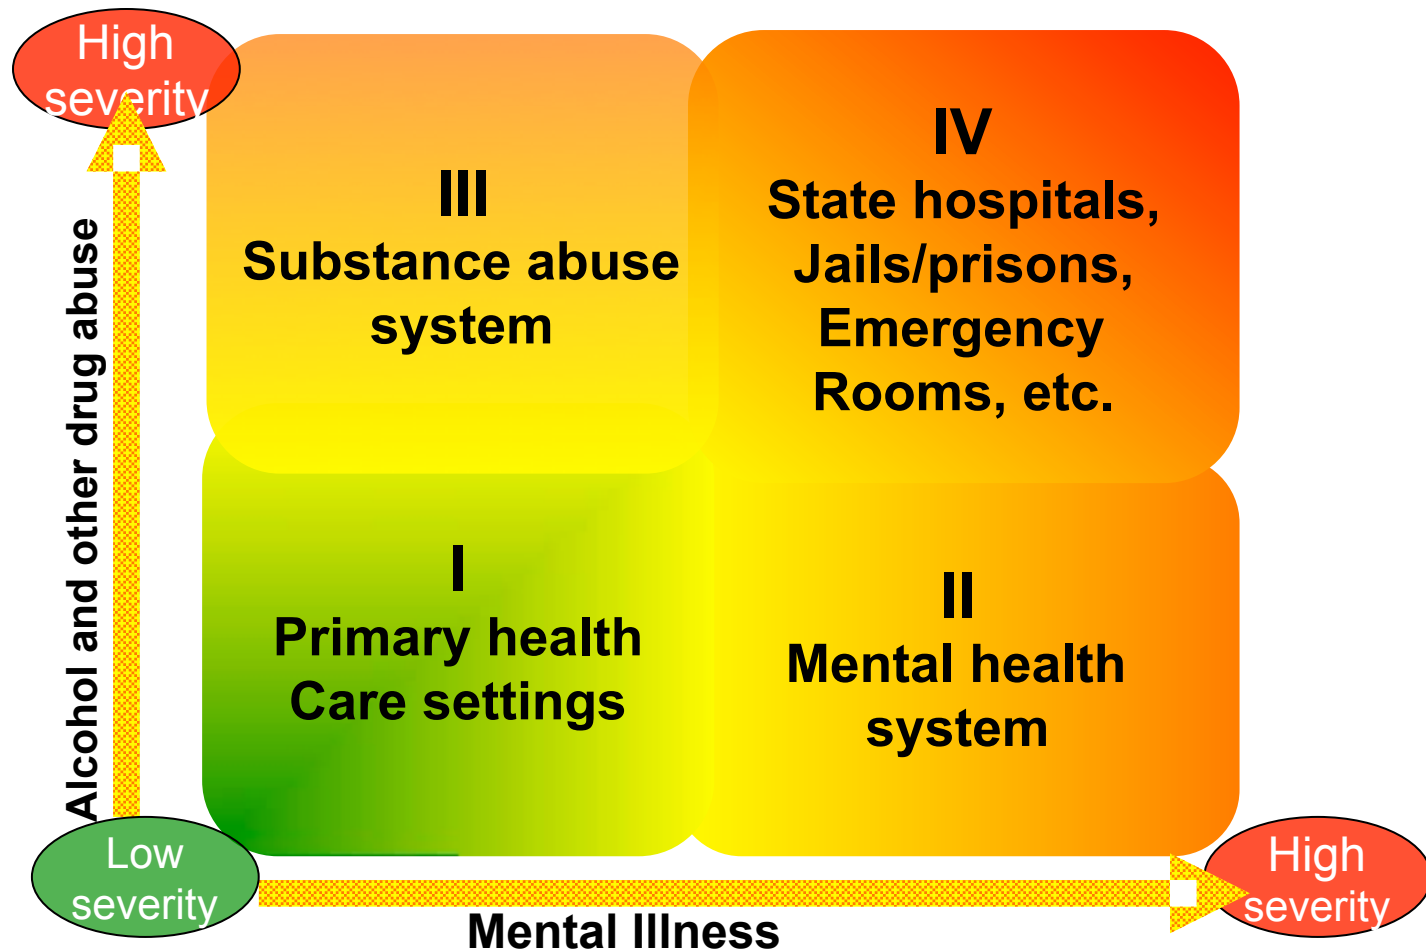 High
severity
IV
State hospitals,
Jails/prisons,
Emergency
Rooms, etc.
III
Substance abuse
system
Alcohol and other drug abuse
I
Primary health
Care settings
II
Mental health
system
Low
severity
High
severity
Mental Illness